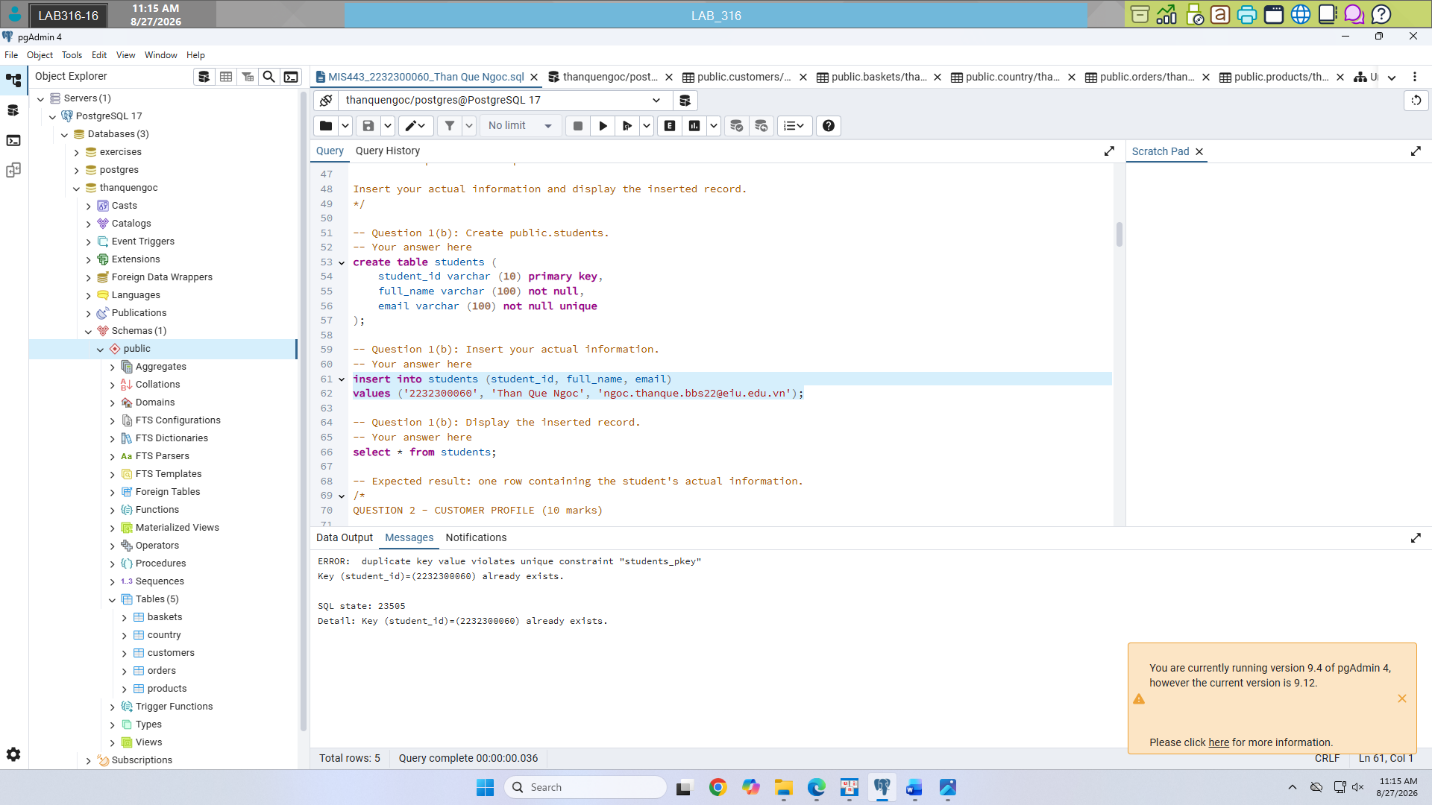 LAB316-16
11:15 AM
8/27/2026
LAB_316
pgAdmin 4
File Object Tools Edit View Window Help
Object Explorer
MIS443_2232300060_Than Que Ngoc.sql
thanquengoc/post...
public.customers/...
public.baskets/tha...
public.country/tha...
public.orders/than...
public.products/tha...
thanquengoc/postgres@PostgreSQL 17
No limit
Servers (1)
PostgreSQL 17
Databases (3)
exercises
postgres
thanquengoc
Casts
Catalogs
Event Triggers
Extensions
Foreign Data Wrappers
Languages
Publications
Schemas (1)
public
Aggregates
Collations
Domains
FTS Configurations
FTS Dictionaries
FTS Parsers
FTS Templates
Foreign Tables
Functions
Materialized Views
Operators
Procedures
1.3 Sequences
Tables (5)
baskets
country
customers
orders
products
Trigger Functions
Types
Views
Subscriptions
Query Query History
Scratch Pad
47
48 Insert your actual information and display the inserted record.
49 */
50
51 -- Question 1(b): Create public.students.
52 -- Your answer here
53 create table students (
54 student_id varchar (10) primary key,
55 full_name varchar (100) not null,
56 email varchar (100) not null unique
57 );
58
59 -- Question 1(b): Insert your actual information.
60 -- Your answer here
61 insert into students (student_id, full_name, email)
62 values ('2232300060', 'Than Que Ngoc', 'ngoc.thanque.bbs22@eiu.edu.vn');
63
64 -- Question 1(b): Display the inserted record.
65 -- Your answer here
66 select * from students;
67
68 -- Expected result: one row containing the student's actual information.
69 /*
70 QUESTION 2 - CUSTOMER PROFILE (10 marks)
71
Data Output Messages Notifications
ERROR: duplicate key value violates unique constraint "students_pkey"
Key (student_id)=(2232300060) already exists.
SQL state: 23505
Detail: Key (student_id)=(2232300060) already exists.
You are currently running version 9.4 of pgAdmin 4,
however the current version is 9.12.
Please click here for more information.
Total rows: 5 Query complete 00:00:00.036
CRLF Ln 61, Col 1
Search
11:15 AM
8/27/2026